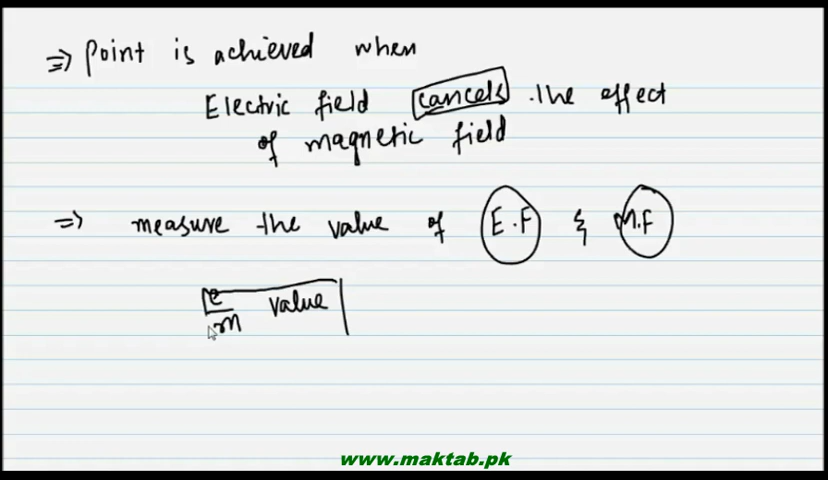 ⇒ Point is achieved when
Electric field cancels the effect
of magnetic field
⇒ measure the value of E.F & M.F
e/m value
www.maktab.pk